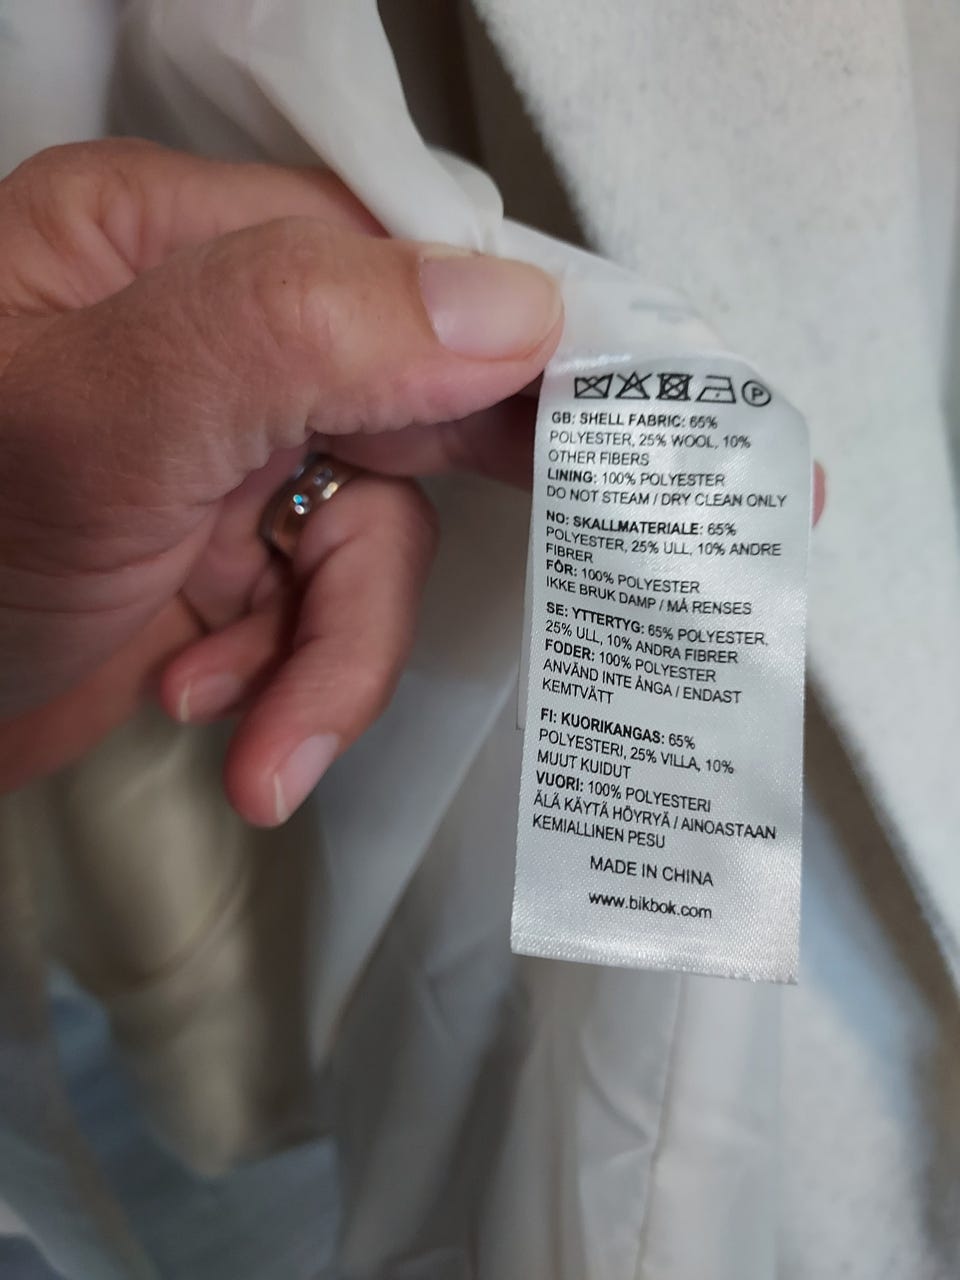 P
GB: SHELL FABRIC: 65%
POLYESTER, 25% WOOL, 10%
OTHER FIBERS
LINING: 100% POLYESTER
DO NOT STEAM / DRY CLEAN ONLY
NO: SKALLMATERIALE: 65%
POLYESTER, 25% ULL, 10% ANDRE
FIBRER
FÔR: 100% POLYESTER
IKKE BRUK DAMP / MÅ RENSES
SE: YTTERTYG: 65% POLYESTER,
25% ULL, 10% ANDRA FIBRER
FODER: 100% POLYESTER
ANVÄND INTE ÅNGA / ENDAST
KEMTVÄTT
FI: KUORIKANGAS: 65%
POLYESTERI, 25% VILLA, 10%
MUUT KUIDUT
VUORI: 100% POLYESTERI
ÄLÄ KÄYTÄ HÖYRYÄ / AINOASTAAN
KEMIALLINEN PESU
MADE IN CHINA
www.bikbok.com